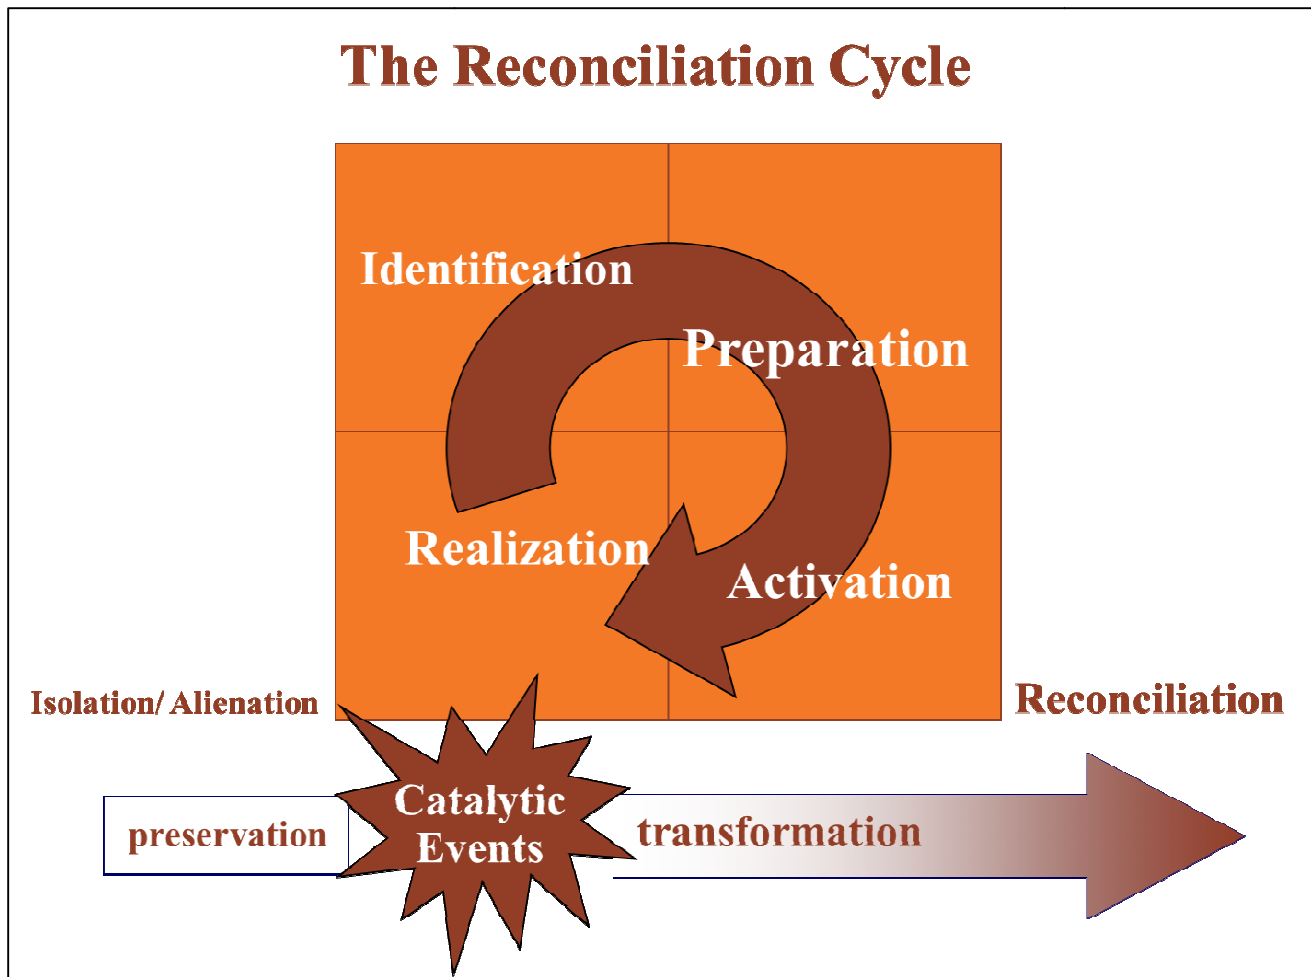 The Reconciliation Cycle
Identification
Preparation
Realization
Activation
Isolation/ Alienation
Reconciliation
preservation
Catalytic
Events
transformation